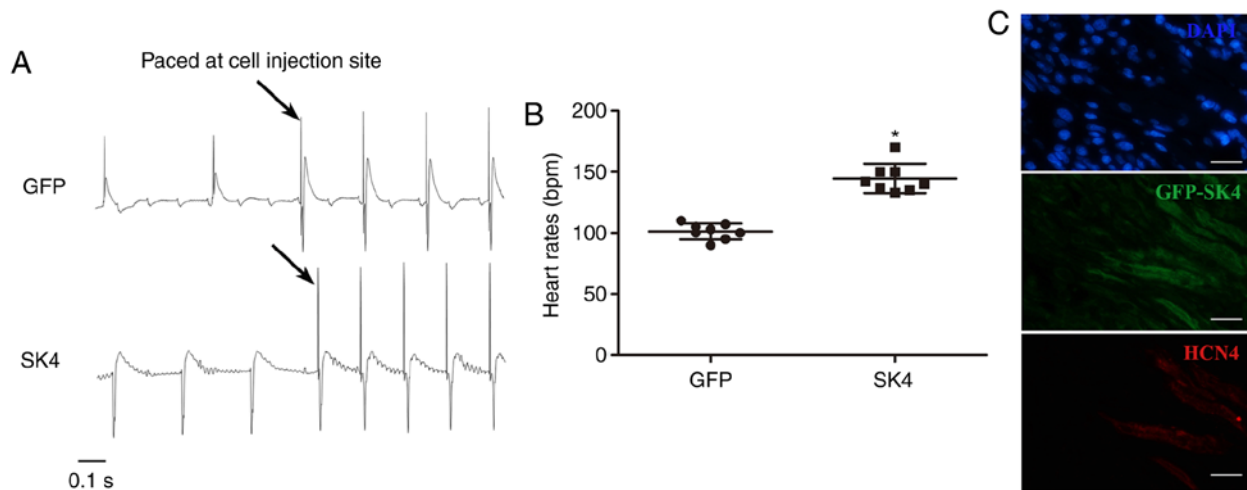 A
Paced at cell injection site
GFP
SK4
0.1 s
B
Heart rates (bpm)
200
150
100
50
0
*
GFP
SK4
C
DAPI
GFP-SK4
HCN4